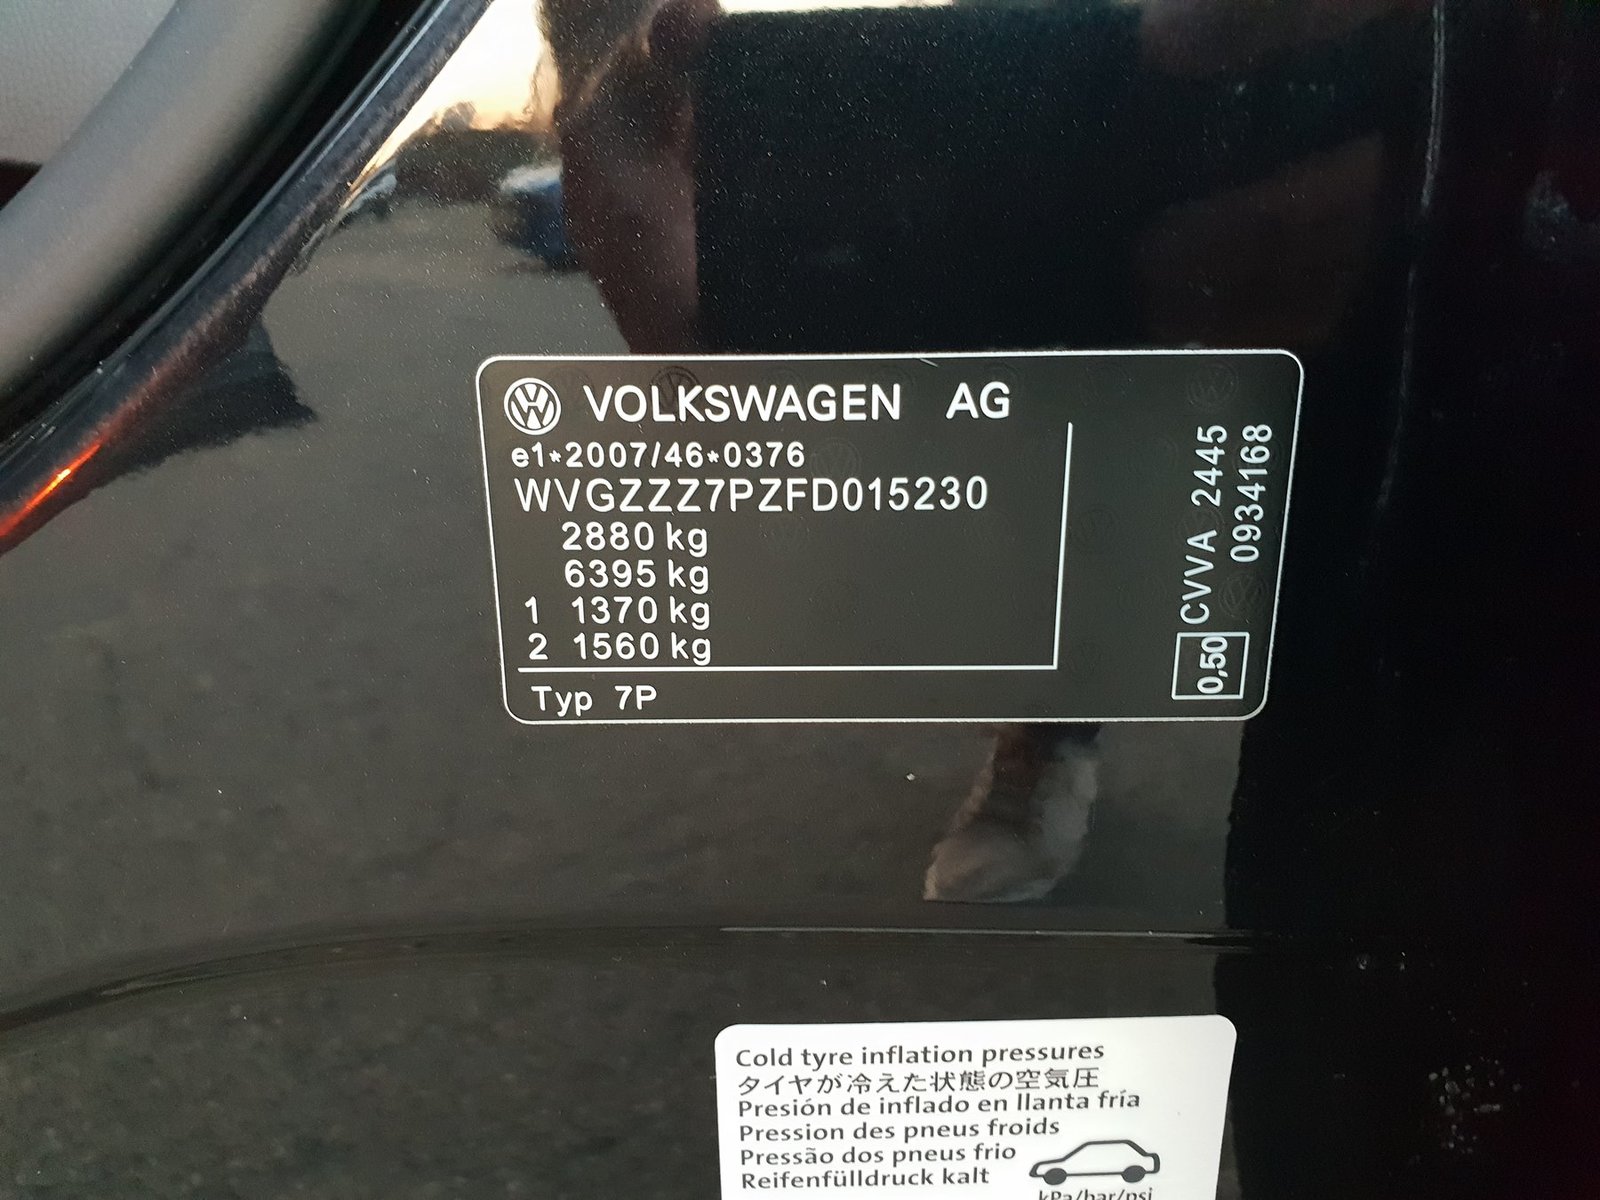 VOLKSWAGEN AG
e1*2007/46*0376
WVGZZZ7PZFD015230
2880 kg
6395 kg
1 1370 kg
2 1560 kg
Typ 7P
0,50 CVVA 2445
0934168
Cold tyre inflation pressures
タイヤが冷えた状態の空気圧
Presión de inflado en llanta fría
Pression des pneus froids
Pressão dos pneus frio
Reifenfülldruck kalt
kPa/bar/psi